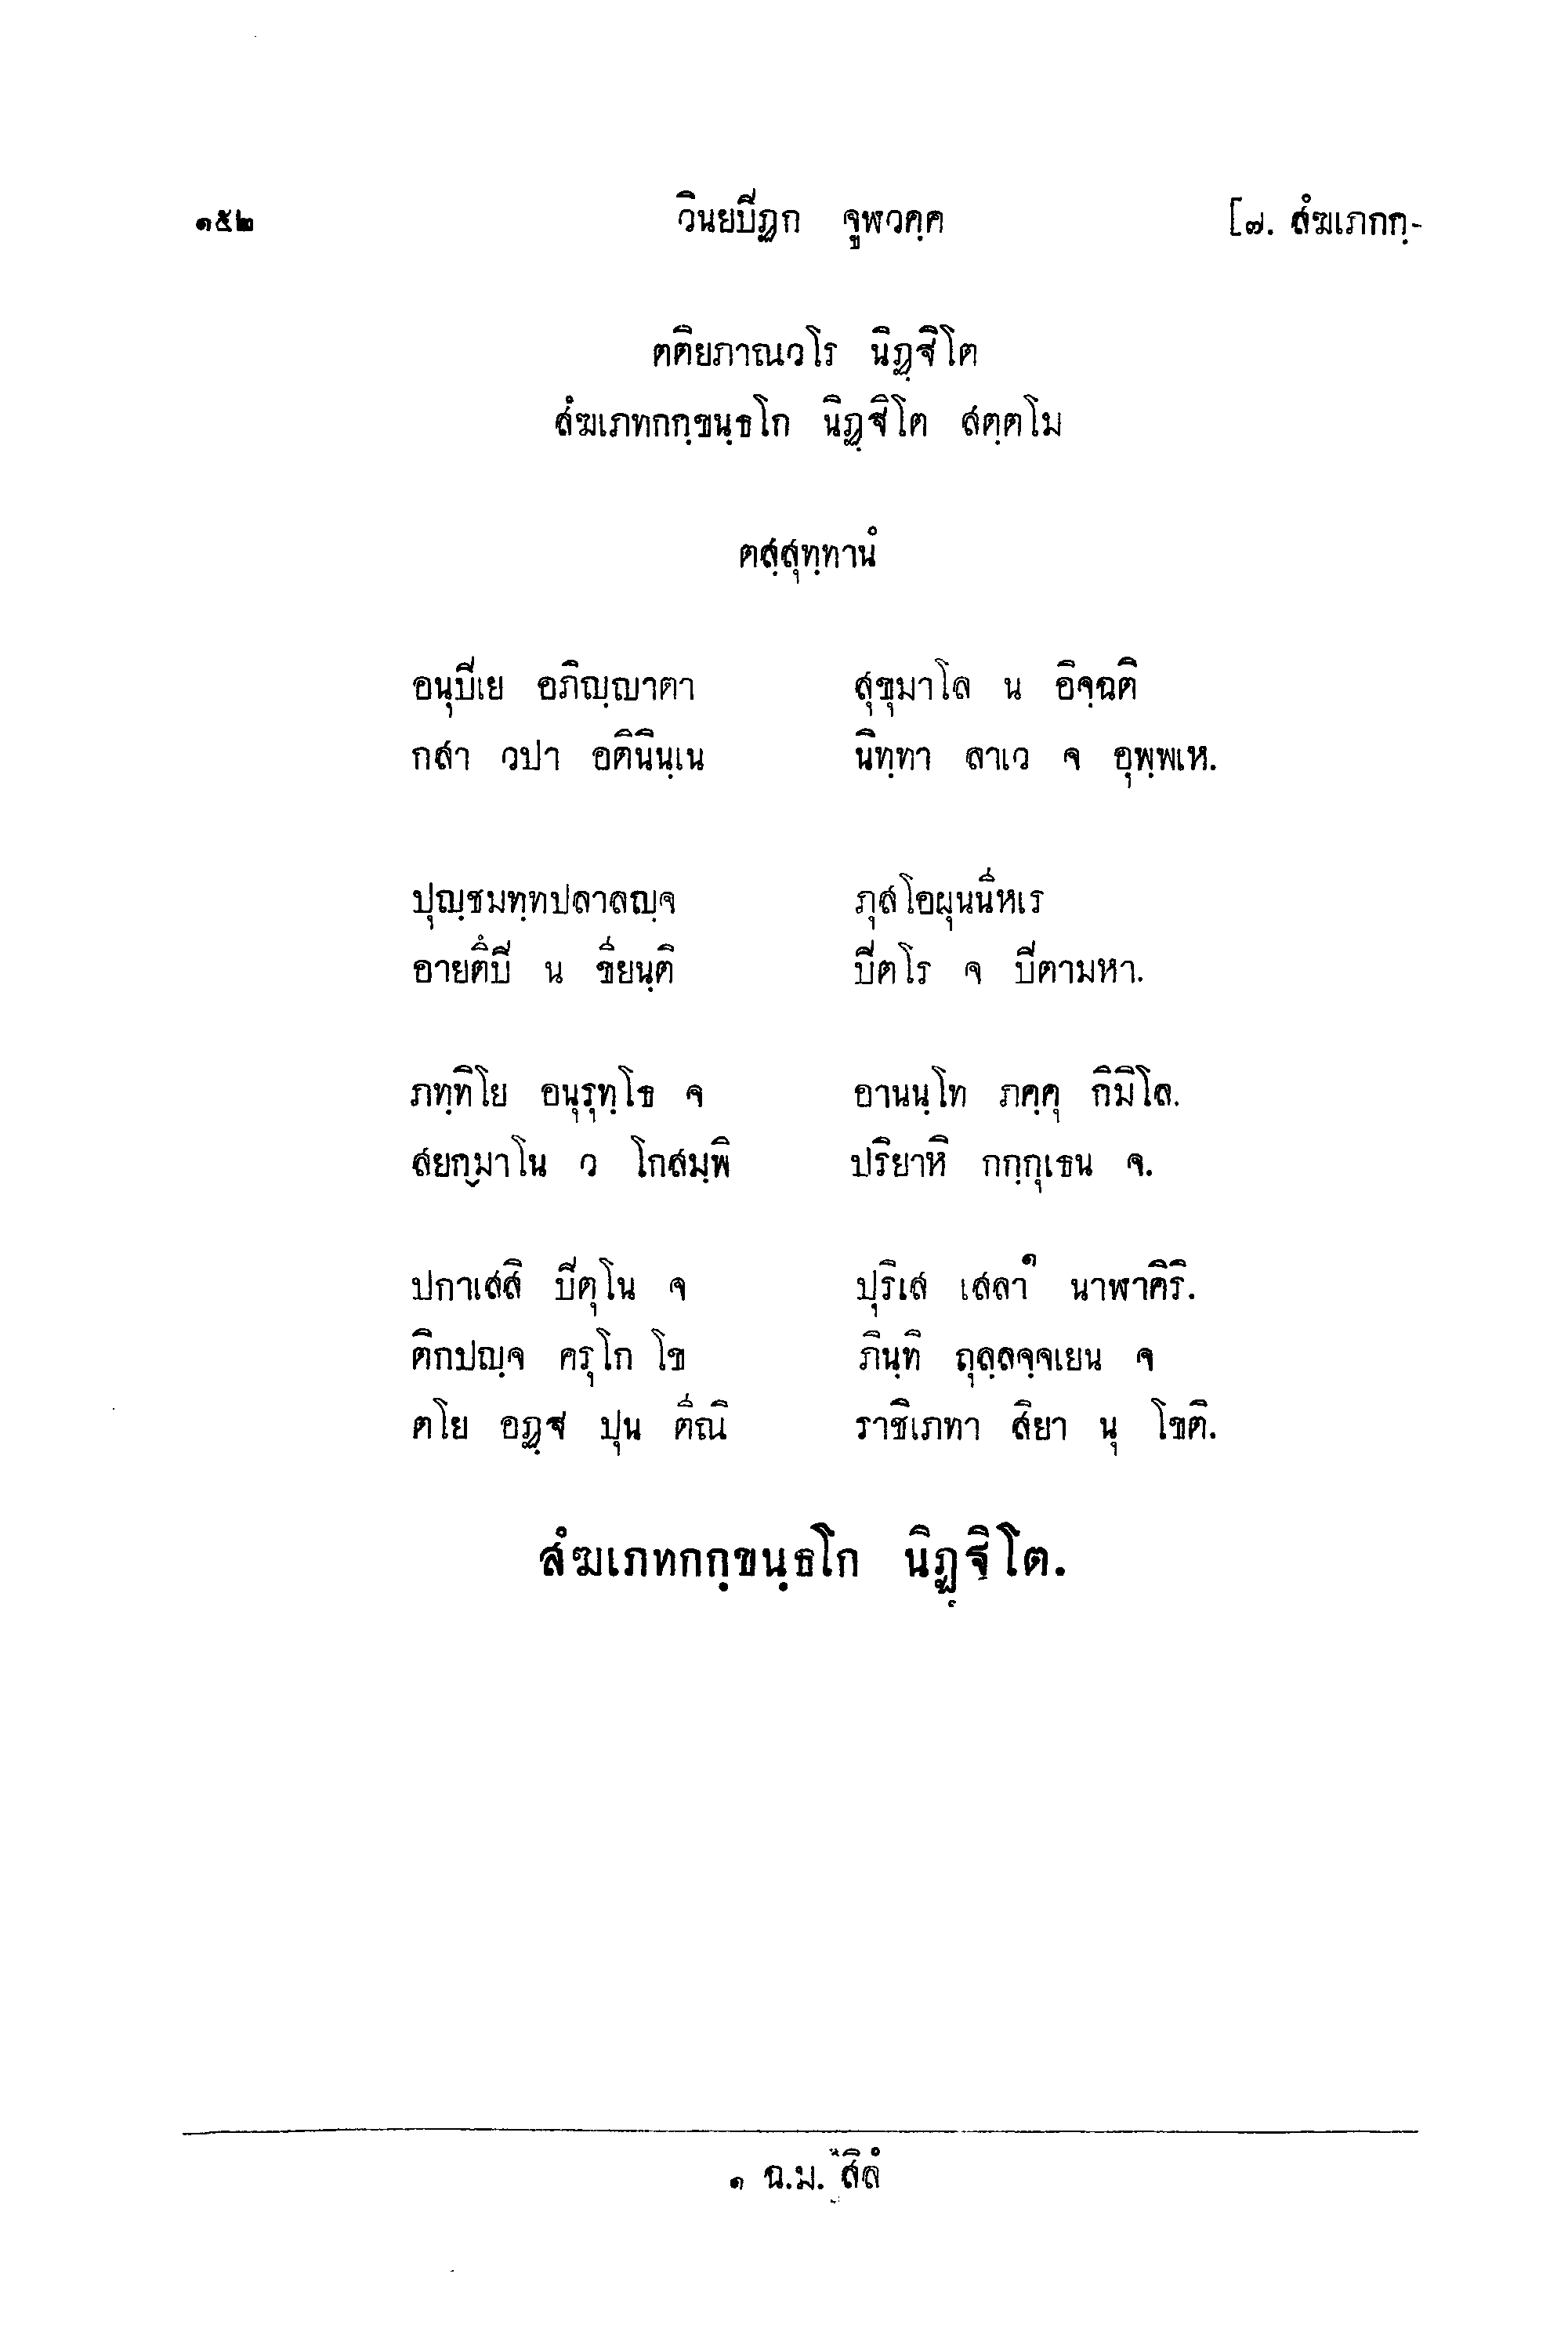 ๑๕๒ วินยปิฏก จูฬวคฺค [๗. สํฆเภทกกฺ-
ตติยภาณวโร นิฏฺฐิโต
สํฆเภทกกฺขนฺธโก นิฏฺฐิโต สตฺตโม
ตสฺสุทฺทานํ
อนุปิเย อภิญฺญาตา สุขุมาโล น อิจฺฉติ
กสา วปา อตินินฺเน นิทฺทา ลาเว จ อุพฺพเห.
ปุญฺชมทฺทปลาลญฺจ ภุสโอผุนนึหเร
อายตึปิ น ขียนฺติ ปิตโร จ ปิตามหา.
ภทฺทิโย อนุรุทฺโธ จ อานนฺโท ภคฺคุ กิมิโล.
สยกฺมาโน ว โกสมฺพิ ปริยาหิ กกฺกุเธน จ.
ปกาเสสิ ปิตุโน จ ปุริเส เสลา๑ นาฬาคิริ.
ติกปญฺจ ครุโก โข ภินฺทิ ถุลฺลจฺจเยน จ
ตโย อฏฺฐ ปุน ตีณิ ราชิเภทา สิยา นุ โขติ.
สํฆเภทกกฺขนฺธโก นิฏฺฐิโต.
๑ ฉ.ม. สิลํ